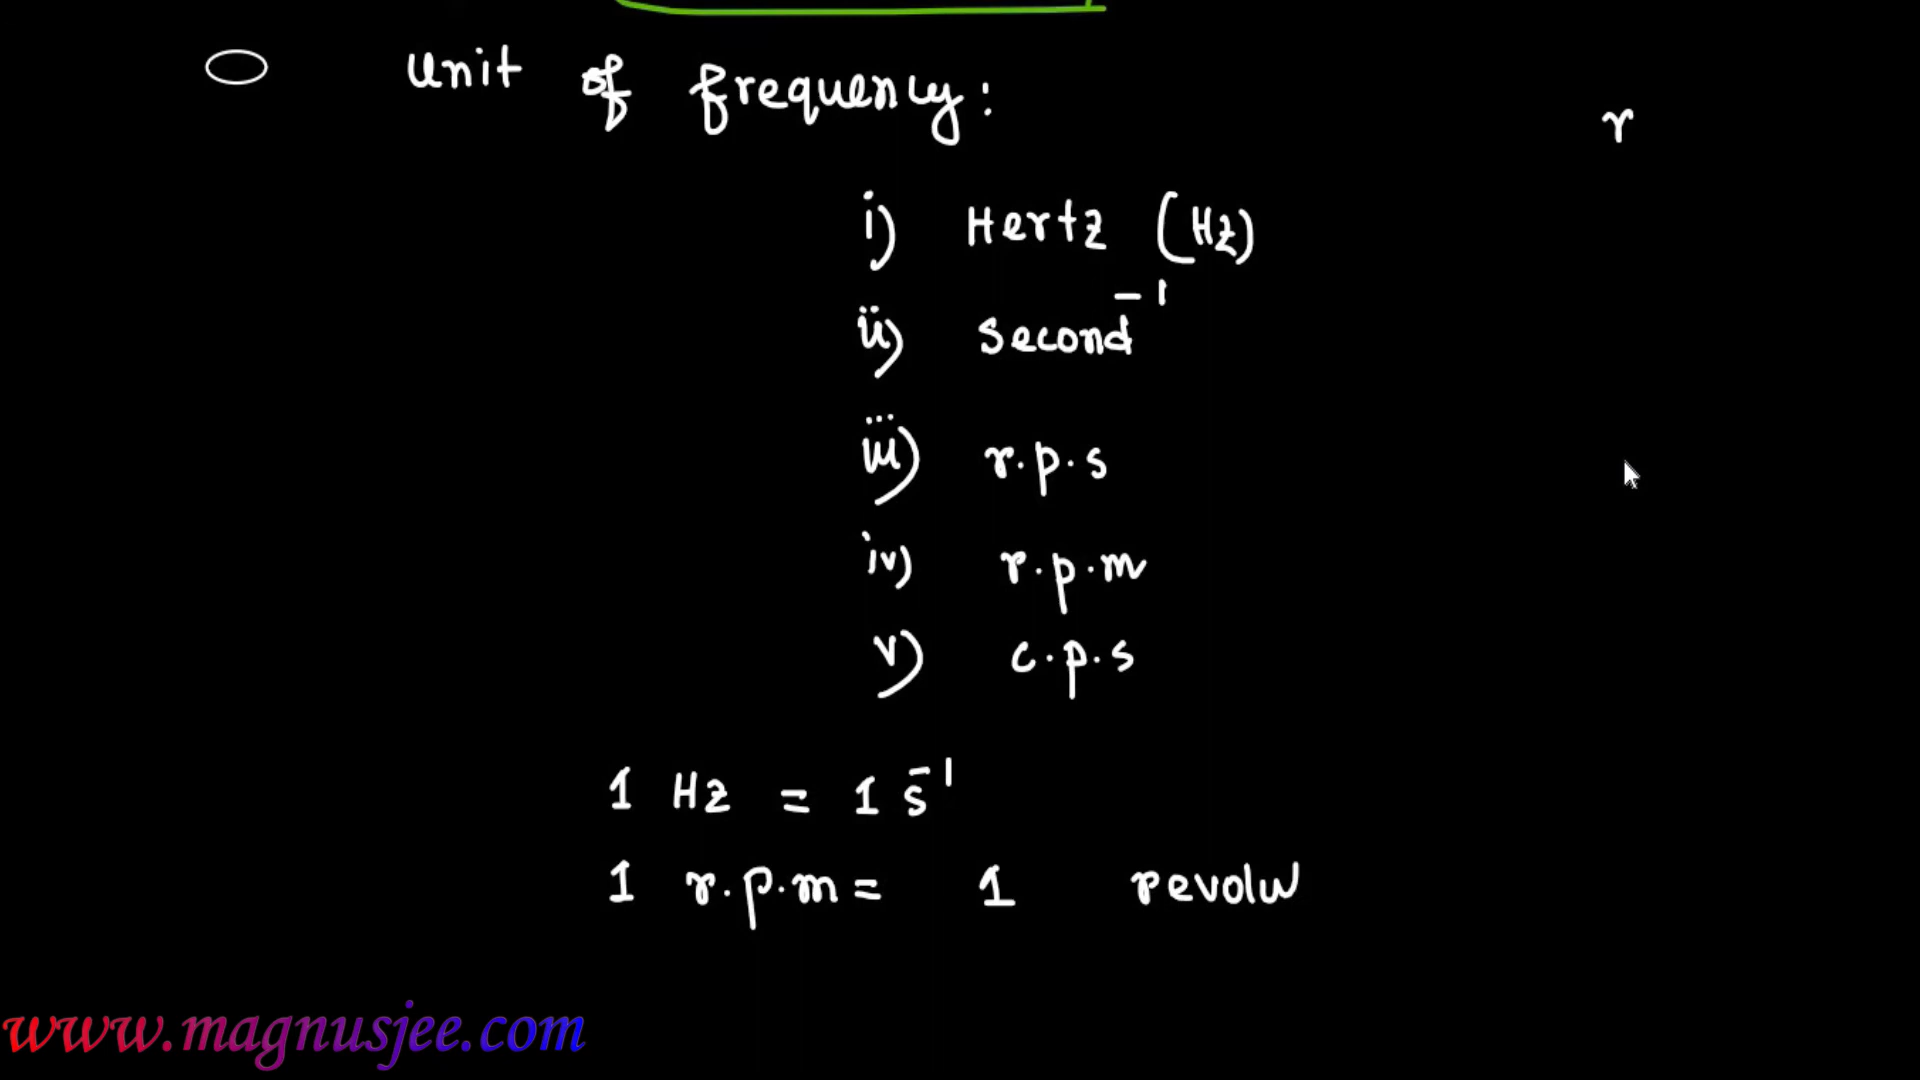 unit of frequency:
r
i) Hertz (Hz)
ii) second⁻¹
iii) r.p.s
iv) r.p.m
v) c.p.s
1 Hz = 1 s⁻¹
1 r.p.m = 1 revolu
www.magnusjee.com